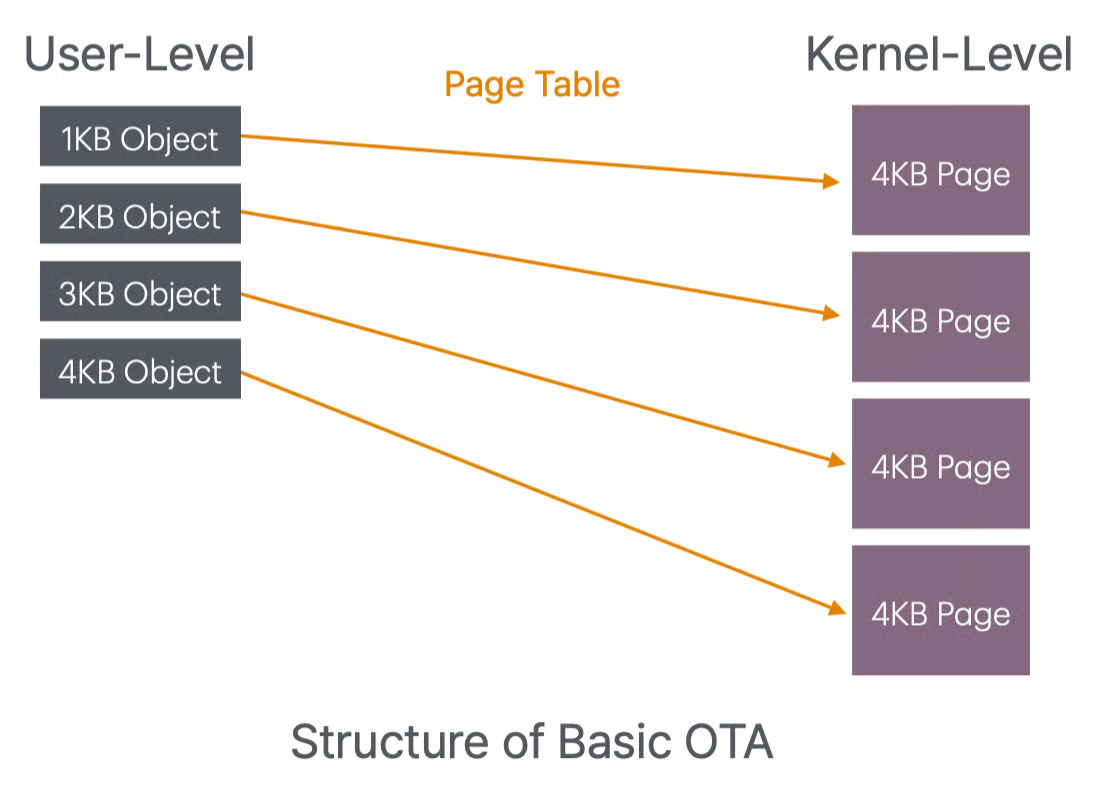 User-Level
Page Table
Kernel-Level
1KB Object
2KB Object
3KB Object
4KB Object
4KB Page
4KB Page
4KB Page
4KB Page
Structure of Basic OTA